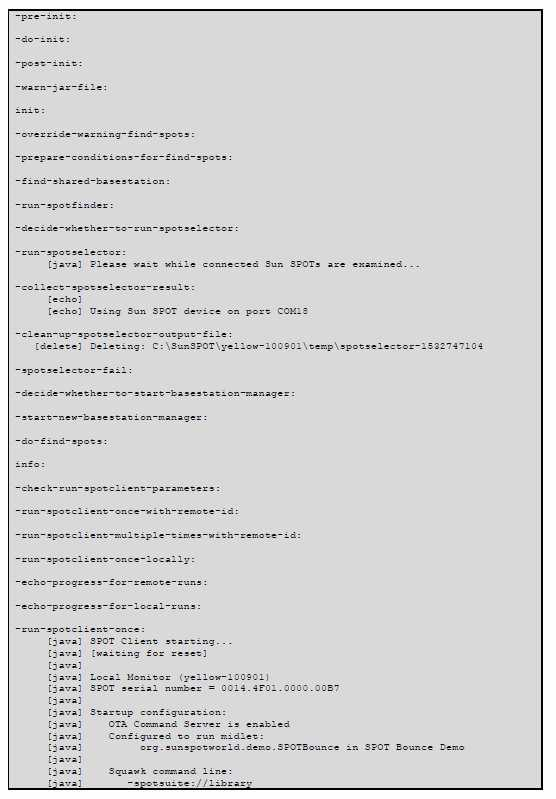 -pre-init:
-do-init:
-post-init:
-warn-jar-file:
init:
-override-warning-find-spots:
-prepare-conditions-for-find-spots:
-find-shared-basestation:
-run-spotfinder:
-decide-whether-to-run-spotselector:
-run-spotselector:
[java] Please wait while connected Sun SPOTs are examined...
-collect-spotselector-result:
[echo]
[echo] Using Sun SPOT device on port COM18
-clean-up-spotselector-output-file:
[delete] Deleting: C:\SunSPOT\yellow-100901\temp\spotselector-1532747104
-spotselector-fail:
-decide-whether-to-start-basestation-manager:
-start-new-basestation-manager:
-do-find-spots:
info:
-check-run-spotclient-parameters:
-run-spotclient-once-with-remote-id:
-run-spotclient-multiple-times-with-remote-id:
-run-spotclient-once-locally:
-echo-progress-for-remote-runs:
-echo-progress-for-local-runs:
-run-spotclient-once:
[java] SPOT Client starting...
[java] [waiting for reset]
[java]
[java] Local Monitor (yellow-100901)
[java] SPOT serial number = 0014.4F01.0000.00B7
[java]
[java] Startup configuration:
[java] OTA Command Server is enabled
[java] Configured to run midlet:
[java] org.sunspotworld.demo.SPOTBounce in SPOT Bounce Demo
[java]
[java] Squawk command line:
[java] -spotsuite://library